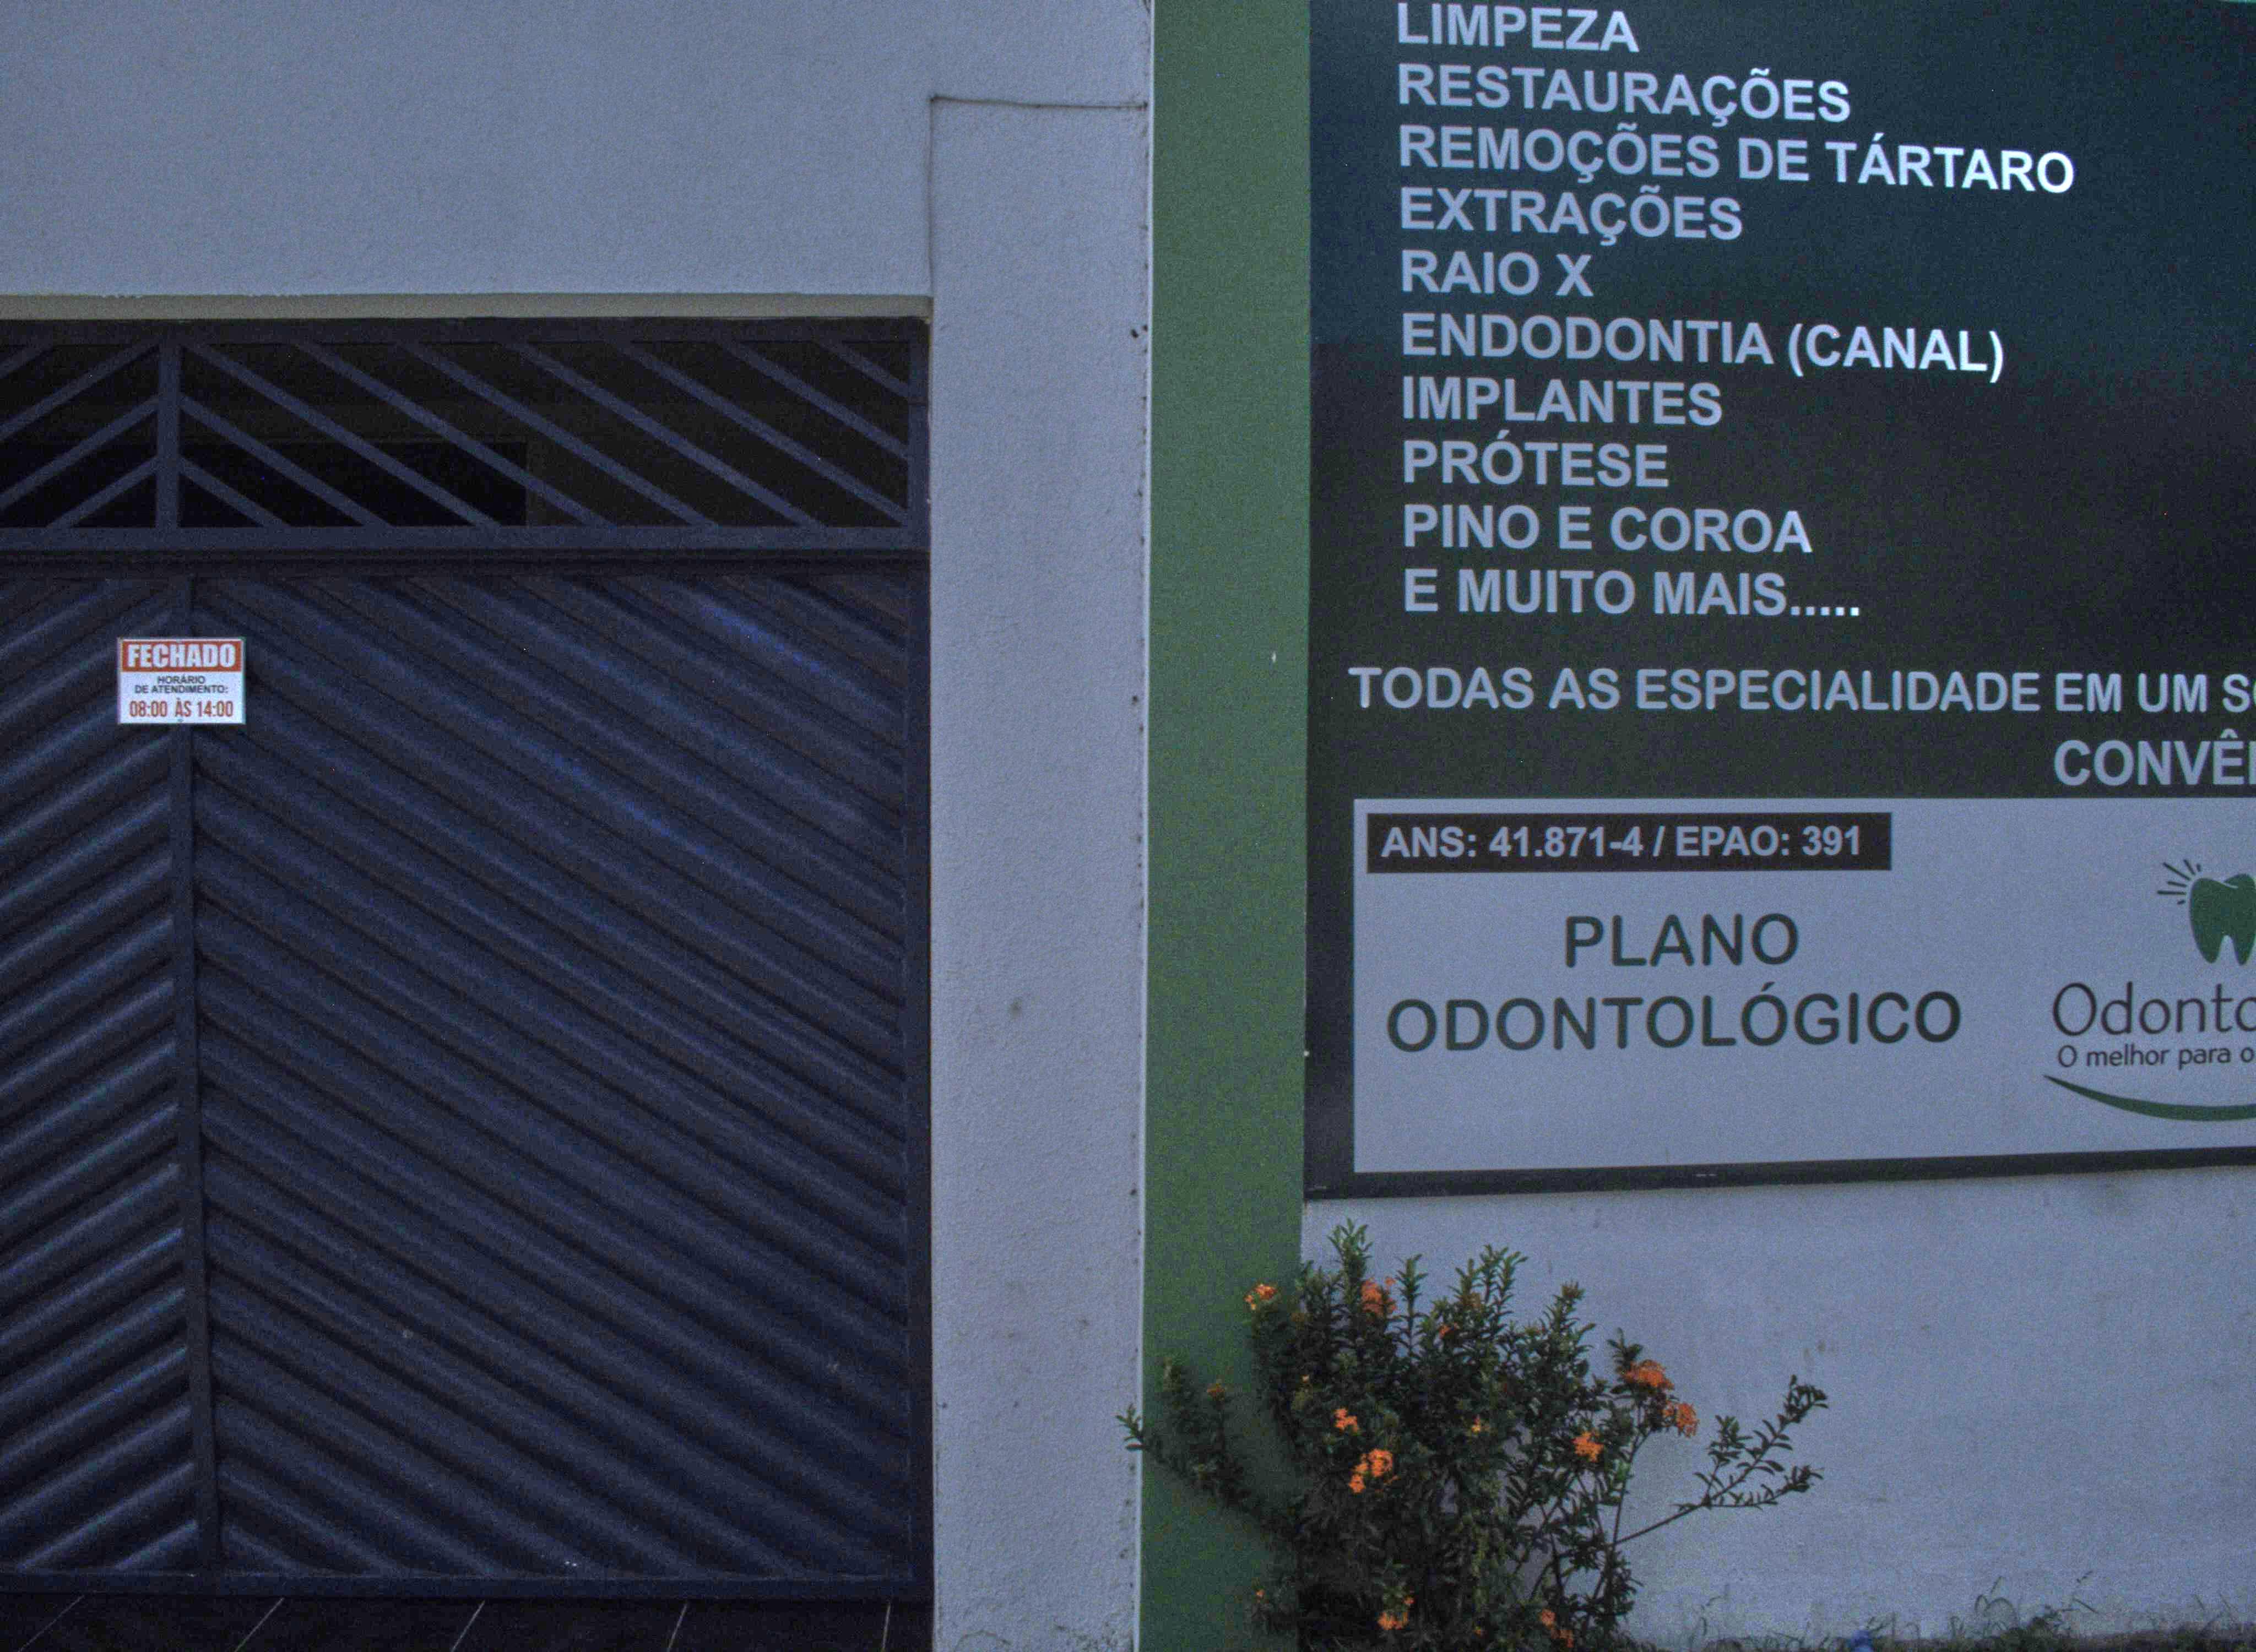 FECHADO
HORÁRIO
DE ATENDIMENTO:
08:00 ÀS 14:00
LIMPEZA
RESTAURAÇÕES
REMOÇÕES DE TÁRTARO
EXTRAÇÕES
RAIO X
ENDODONTIA (CANAL)
IMPLANTES
PRÓTESE
PINO E COROA
E MUITO MAIS.....
TODAS AS ESPECIALIDADE EM UM
ANS: 41.871-4 / EPAO: 391
PLANO
ODONTOLÓGICO
O melhor para o